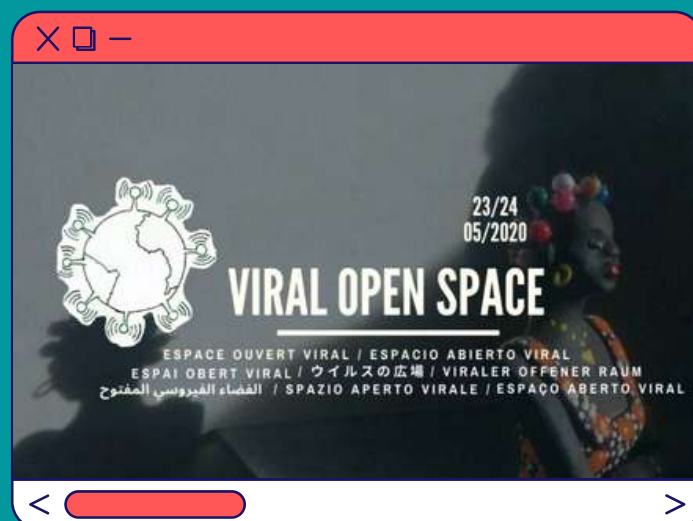 23/24
05/2020
VIRAL OPEN SPACE
ESPACE OUVERT VIRAL / ESPACIO ABIERTO VIRAL
ESPAI OBERT VIRAL / ウイルスの広場 / VIRALER OFFENER RAUM
الفضاء الفيروسي المفتوح / SPAZIO APERTO VIRALE / ESPAÇO ABERTO VIRAL